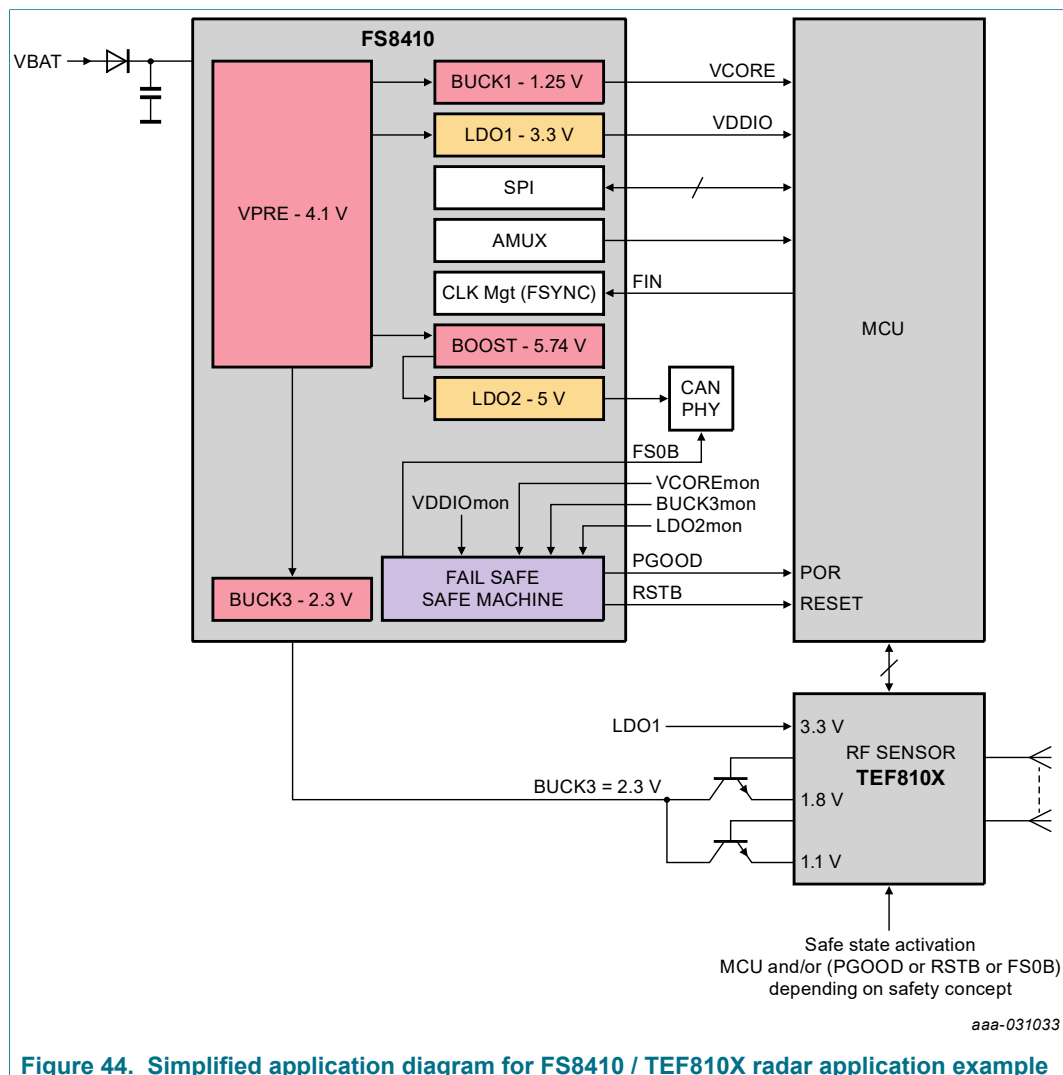 FS8410
VBAT
BUCK1 - 1.25 V
VCORE
LDO1 - 3.3 V
VDDIO
SPI
VPRE - 4.1 V
AMUX
CLK Mgt (FSYNC)
FIN
MCU
BOOST - 5.74 V
LDO2 - 5 V
CAN
PHY
FS0B
VCOREmon
VDDIOmon
BUCK3mon
LDO2mon
PGOOD
POR
FAIL SAFE
SAFE MACHINE
BUCK3 - 2.3 V
RSTB
RESET
LDO1
3.3 V
RF SENSOR
TEF810X
BUCK3 = 2.3 V
1.8 V
1.1 V
Safe state activation
MCU and/or (PGOOD or RSTB or FS0B)
depending on safety concept
aaa-031033
Figure 44. Simplified application diagram for FS8410 / TEF810X radar application example